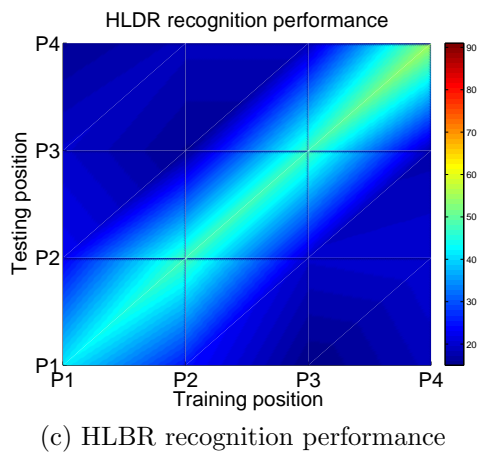 HLDR recognition performance
P4
P3
P2
P1
Testing position
P1 P2 P3 P4
Training position
90
80
70
60
50
40
30
20
(c) HLBR recognition performance